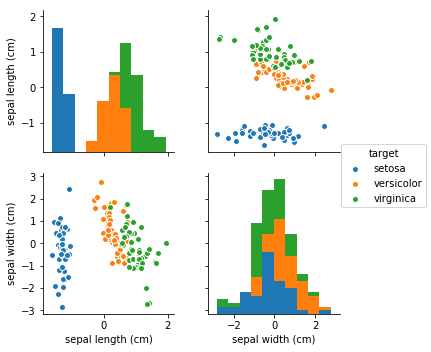 sepal length (cm)
2
1
0
−1
sepal width (cm)
3
2
1
0
−1
−2
−3
0
2
sepal length (cm)
−2
0
2
sepal width (cm)
target
setosa
versicolor
virginica